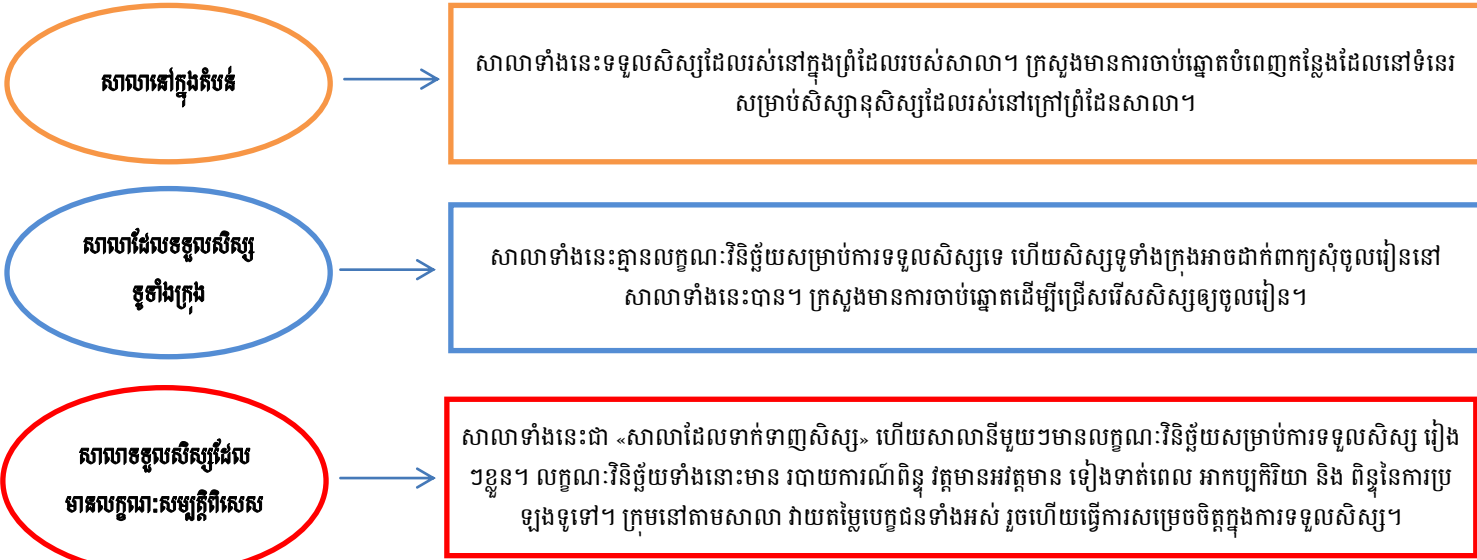 សាលានៅក្នុងតំបន់
សាលាទាំងនេះទទួលសិស្សដែលរស់នៅក្នុងព្រំដែលរបស់សាលា។ ក្រសួងមានការចាប់ឆ្នោតបំពេញកន្លែងដែលនៅទំនេរ
សម្រាប់សិស្សានុសិស្សដែលរស់នៅក្រៅព្រំដែនសាលា។
សាលាដែលទទួលសិស្ស
ទូទាំងក្រុង
សាលាទាំងនេះគ្មានលក្ខណៈវិនិច្ឆ័យសម្រាប់ការទទួលសិស្សទេ ហើយសិស្សទូទាំងក្រុងអាចដាក់ពាក្យសុំចូលរៀននៅ
សាលាទាំងនេះបាន។ ក្រសួងមានការចាប់ឆ្នោតដើម្បីជ្រើសរើសសិស្សឲ្យចូលរៀន។
សាលាទទួលសិស្សដែល
មានលក្ខណៈសម្បត្តិពិសេស
សាលាទាំងនេះជា «សាលាដែលទាក់ទាញសិស្ស» ហើយសាលានីមួយៗមានលក្ខណៈវិនិច្ឆ័យសម្រាប់ការទទួលសិស្ស រៀង
ៗខ្លួន។ លក្ខណៈវិនិច្ឆ័យទាំងនោះមាន របាយការណ៍ពិន្ទុ វត្តមានអវត្តមាន ទៀងទាត់ពេល អាកប្បកិរិយា និង ពិន្ទុនៃការប្រ
ឡងទូទៅ។ ក្រុមនៅតាមសាលា វាយតម្លៃបេក្ខជនទាំងអស់ រួចហើយធ្វើការសម្រេចចិត្តក្នុងការទទួលសិស្ស។